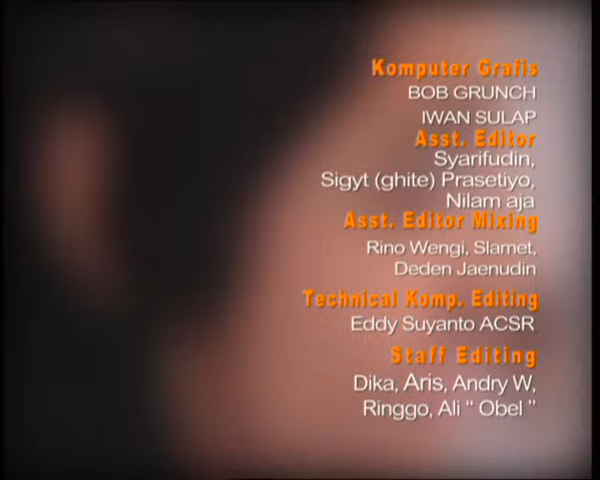 Komputer Grafis
BOB GRUNCH
IWAN SULAP
Asst. Editor
Syarifudin,
Sigyt (ghite) Prasetiyo,
Nilam aja
Asst. Editor Mixing
Rino Wengi, Slamet,
Deden Jaenudin
Technical Komp. Editing
Eddy Suyanto ACSR
Staff Editing
Dika, Aris, Andry W,
Ringgo, Ali “ Obel ”